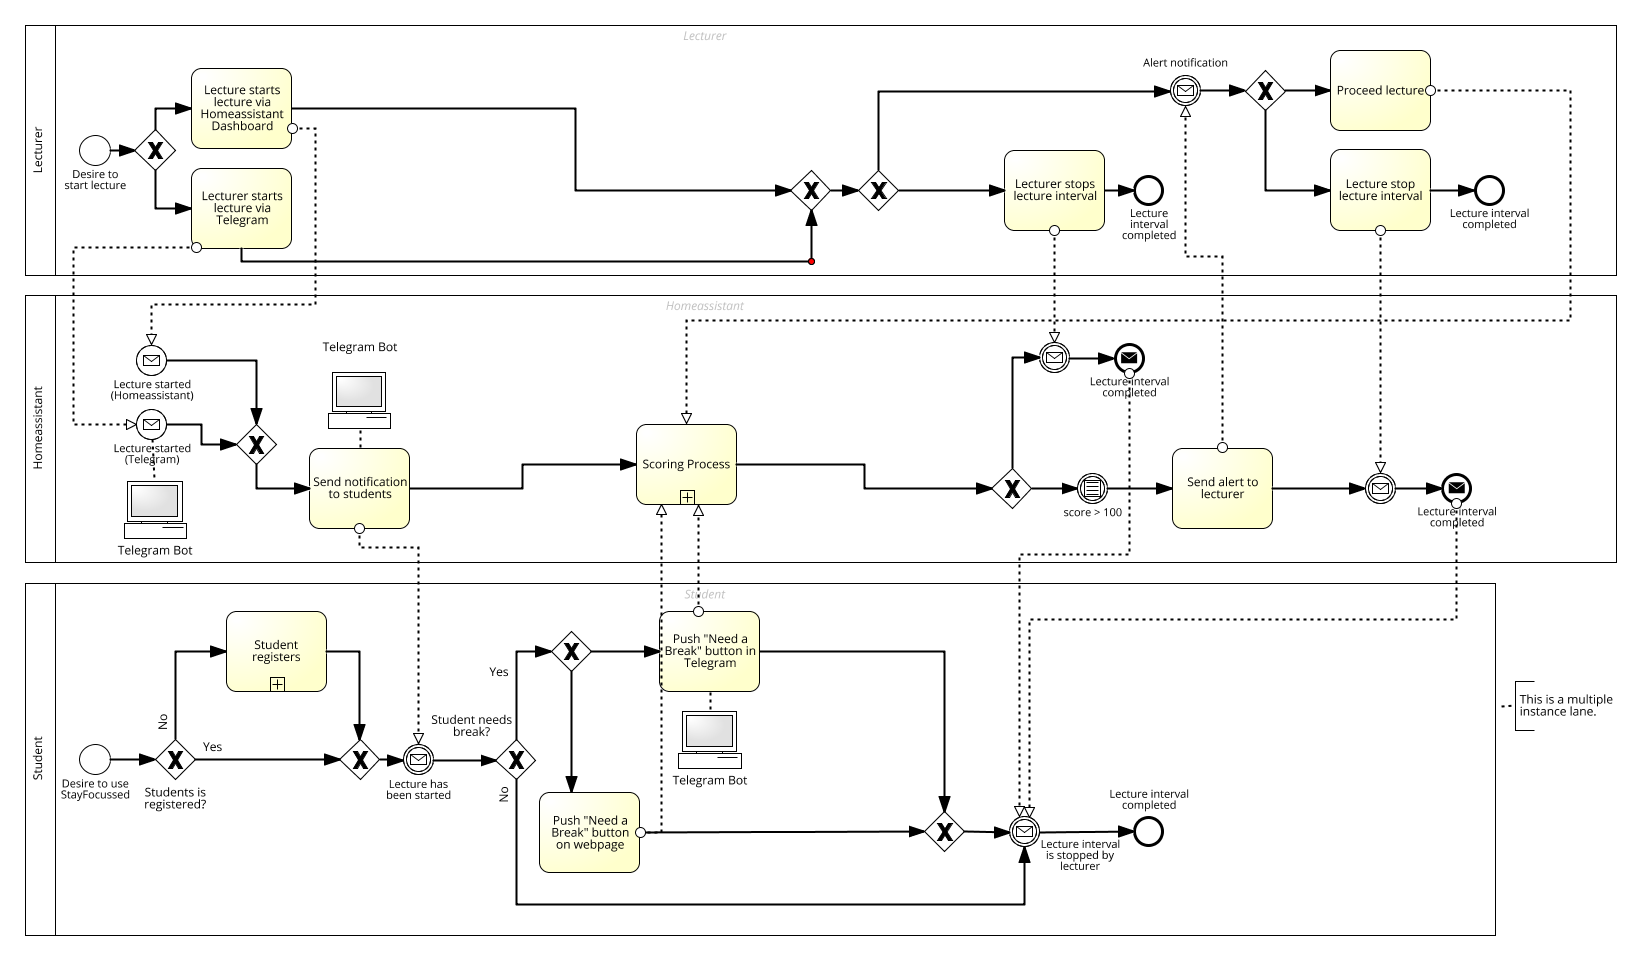 Lecturer
Lecturer
Alert notification
Lecture starts
lecture via
Homeassistant
Dashboard
Proceed lecture
Desire to
start lecture
Lecturer starts
lecture via
Telegram
Lecturer stops
lecture interval
Lecture
interval
completed
Lecture stop
lecture interval
Lecture interval
completed
Homeassistant
Homeassistant
Telegram Bot
Lecture started
(Homeassistant)
Lecture started
(Telegram)
Telegram Bot
Send notification
to students
Scoring Process
Lecture interval
completed
score > 100
Send alert to
lecturer
Lecture interval
completed
Student
Student
Student
registers
No
Yes
Desire to use
StayFocussed
Students is
registered?
Lecture has
been started
Student needs
break?
Yes
No
Push "Need a
Break" button in
Telegram
Telegram Bot
Push "Need a
Break" button
on webpage
Lecture interval
is stopped by
lecturer
Lecture interval
completed
This is a multiple
instance lane.